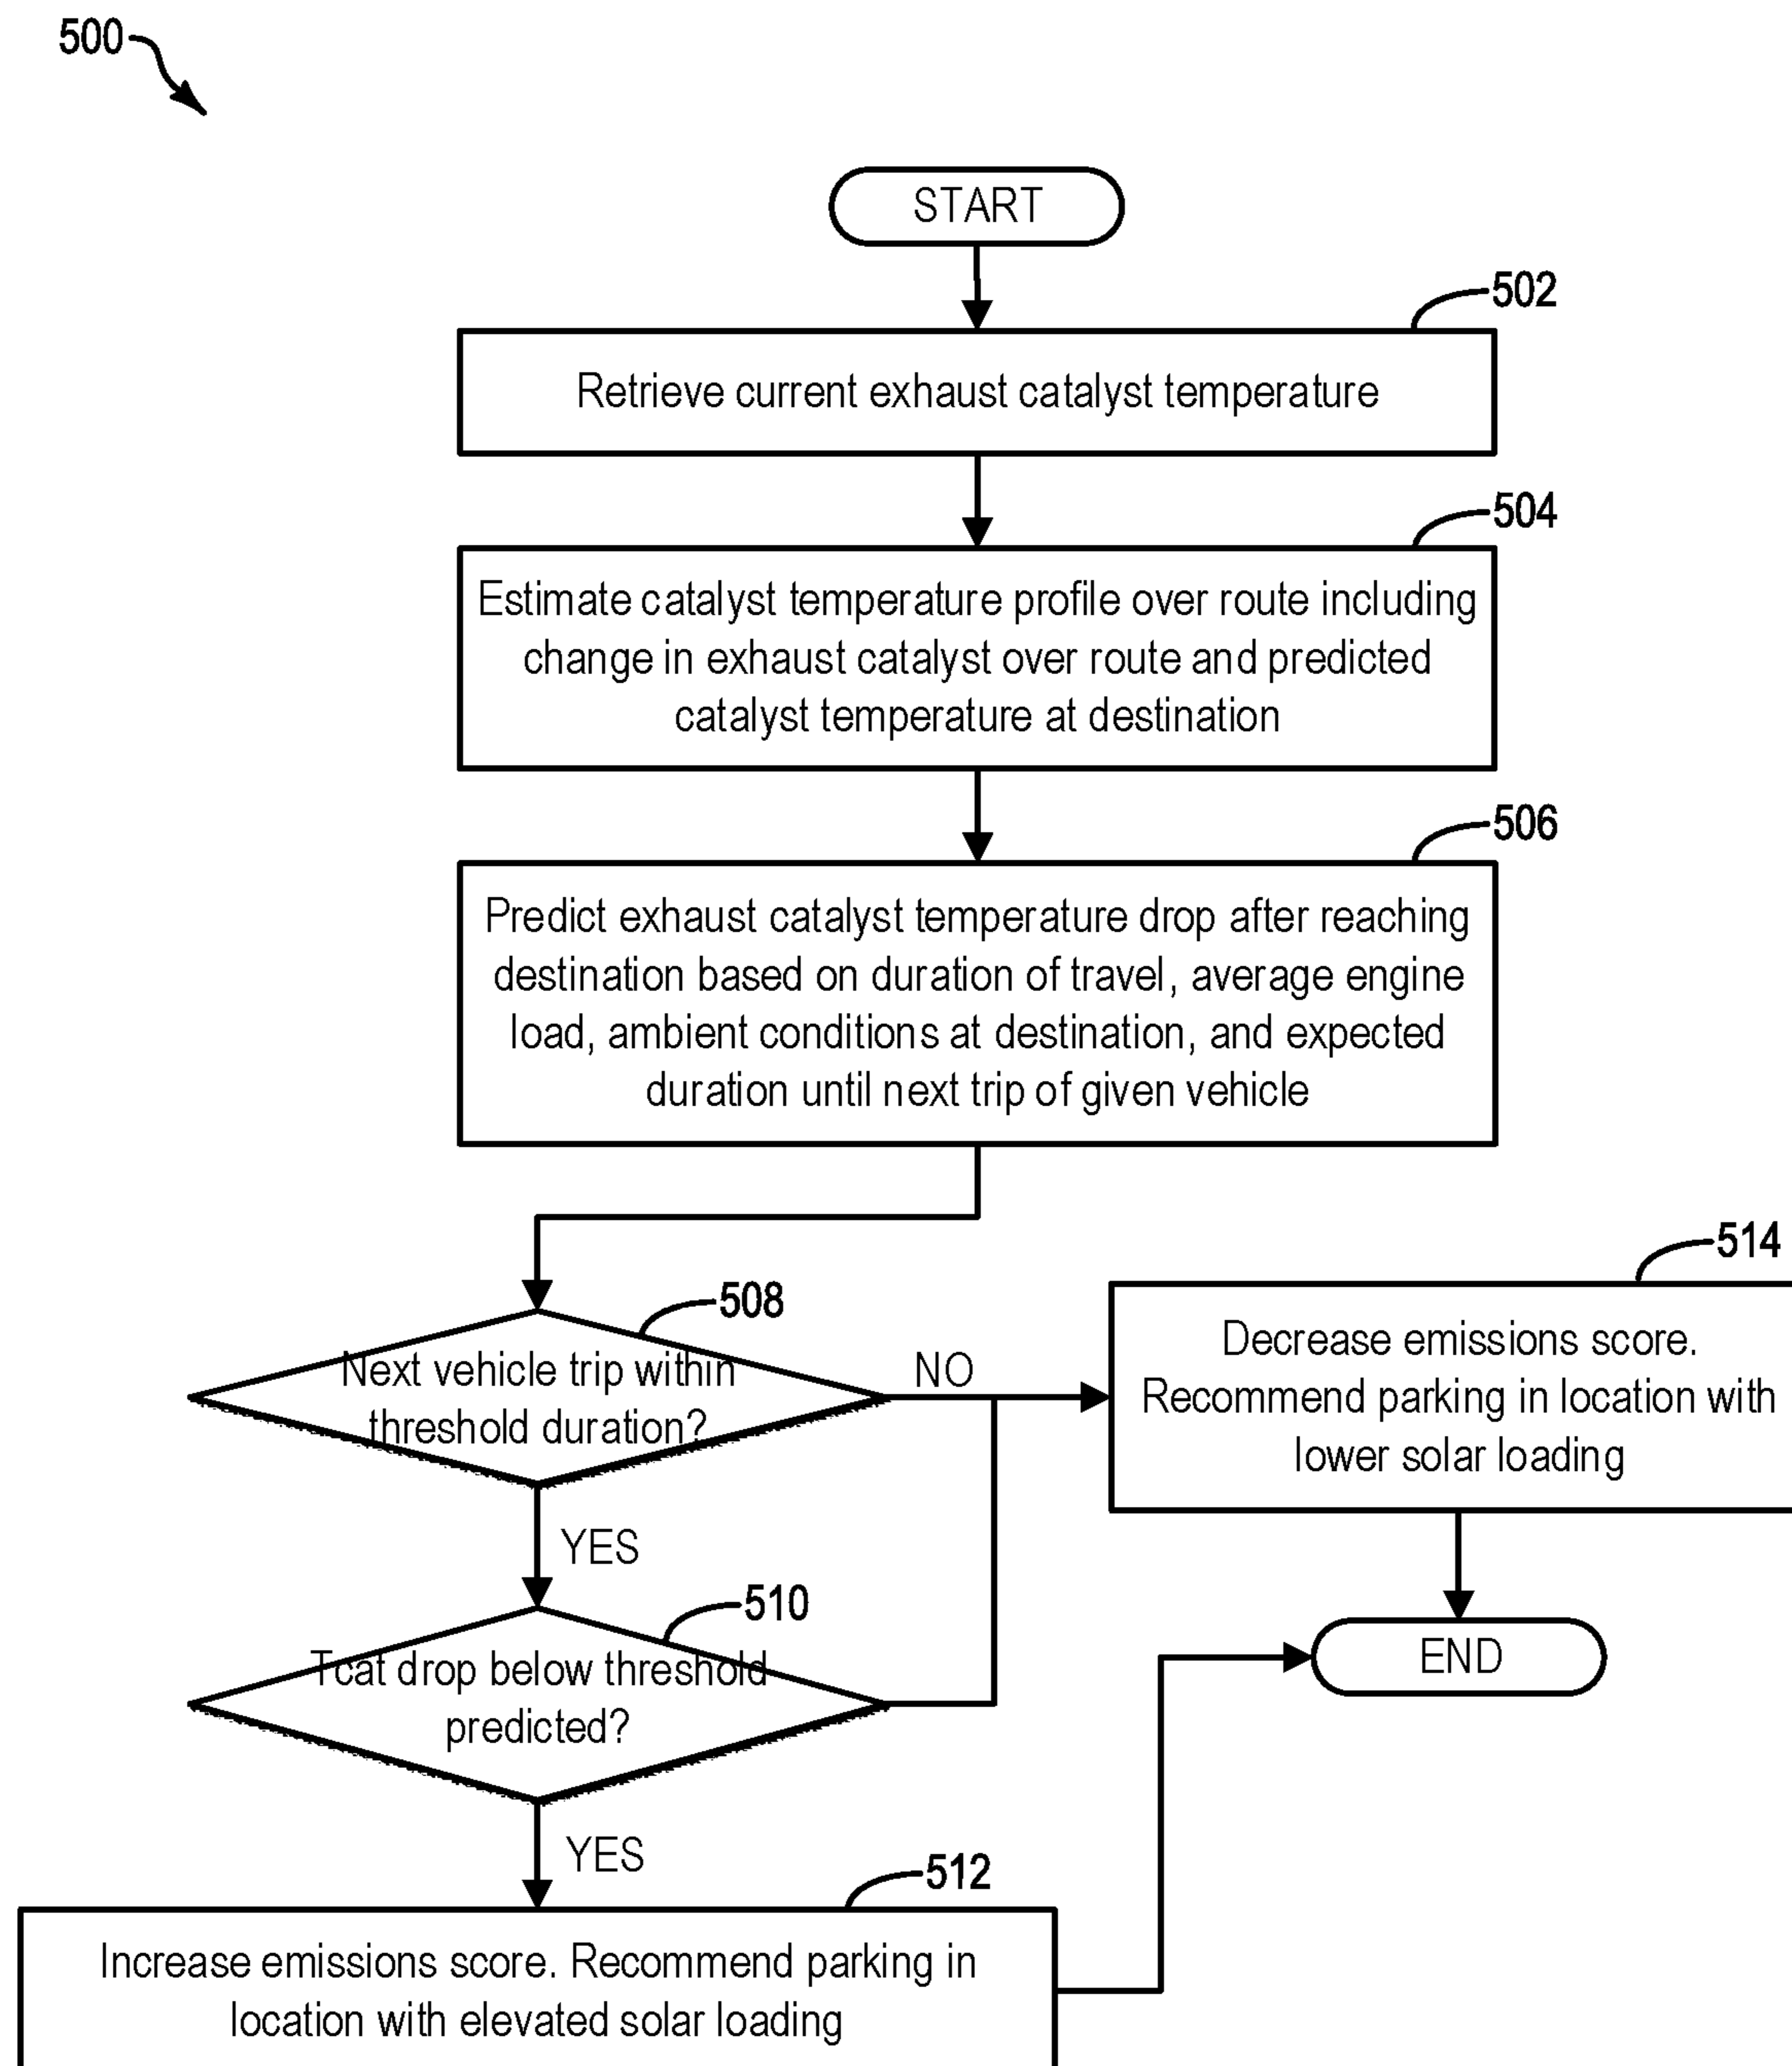 500
START
502
Retrieve current exhaust catalyst temperature
504
Estimate catalyst temperature profile over route including
change in exhaust catalyst over route and predicted
catalyst temperature at destination
506
Predict exhaust catalyst temperature drop after reaching
destination based on duration of travel, average engine
load, ambient conditions at destination, and expected
duration until next trip of given vehicle
508
Next vehicle trip within
threshold duration?
NO
YES
514
Decrease emissions score.
Recommend parking in location with
lower solar loading
510
Tcat drop below threshold
predicted?
YES
END
512
Increase emissions score. Recommend parking in
location with elevated solar loading